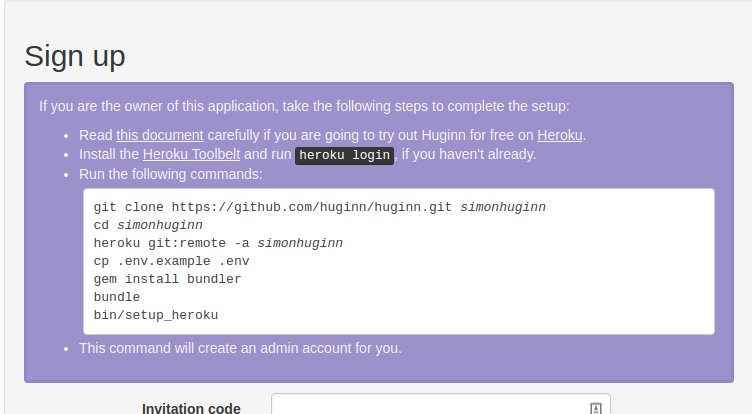 Sign up
If you are the owner of this application, take the following steps to complete the setup:
Read this document carefully if you are going to try out Huginn for free on Heroku.
Install the Heroku Toolbelt and run heroku login, if you haven't already.
Run the following commands:
git clone https://github.com/huginn/huginn.git simonhuginn
cd simonhuginn
heroku git:remote -a simonhuginn
cp .env.example .env
gem install bundler
bundle
bin/setup_heroku
This command will create an admin account for you.
Invitation code